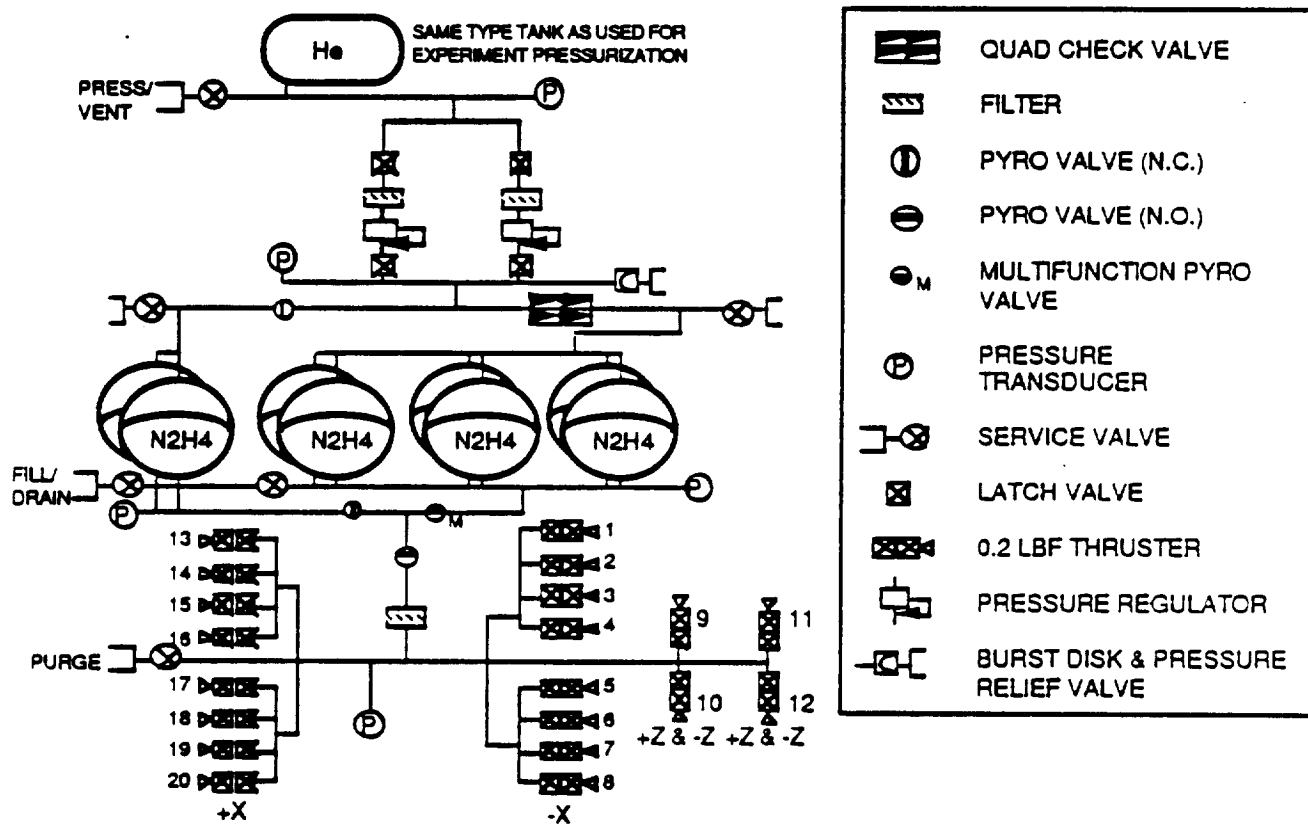 He
SAME TYPE TANK AS USED FOR
EXPERIMENT PRESSURIZATION
PRESS/
VENT
P
P
N2H4
N2H4
N2H4
N2H4
FILL/
DRAIN
P
P
M
13
14
15
16
1
2
3
4
9
11
PURGE
17
18
19
20
P
5
6
7
8
10
12
+Z & -Z
+Z & -Z
+X
-X
QUAD CHECK VALVE
FILTER
PYRO VALVE (N.C.)
PYRO VALVE (N.O.)
M
MULTIFUNCTION PYRO
VALVE
P
PRESSURE
TRANSDUCER
SERVICE VALVE
LATCH VALVE
0.2 LBF THRUSTER
PRESSURE REGULATOR
BURST DISK & PRESSURE
RELIEF VALVE